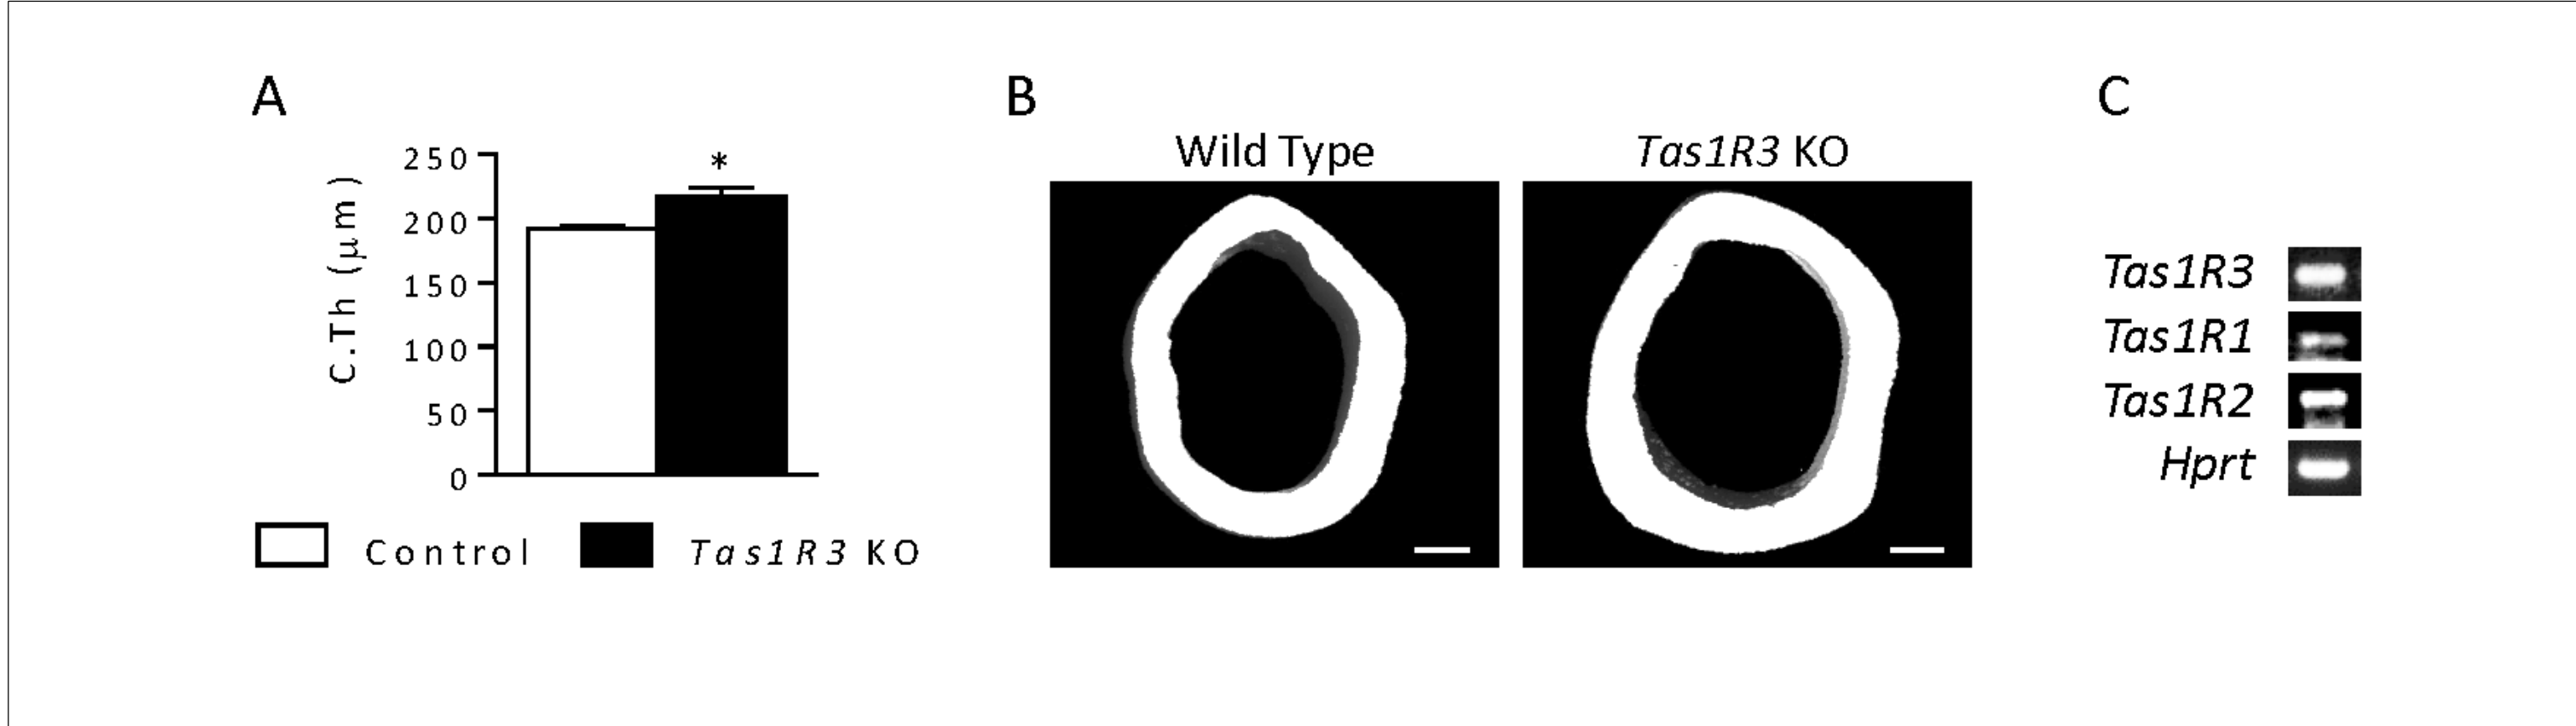 A
C.Th (μm)
250
*
200
150
100
50
0
Control
Tas1R3 KO
B
Wild Type
Tas1R3 KO
C
Tas1R3
Tas1R1
Tas1R2
Hprt